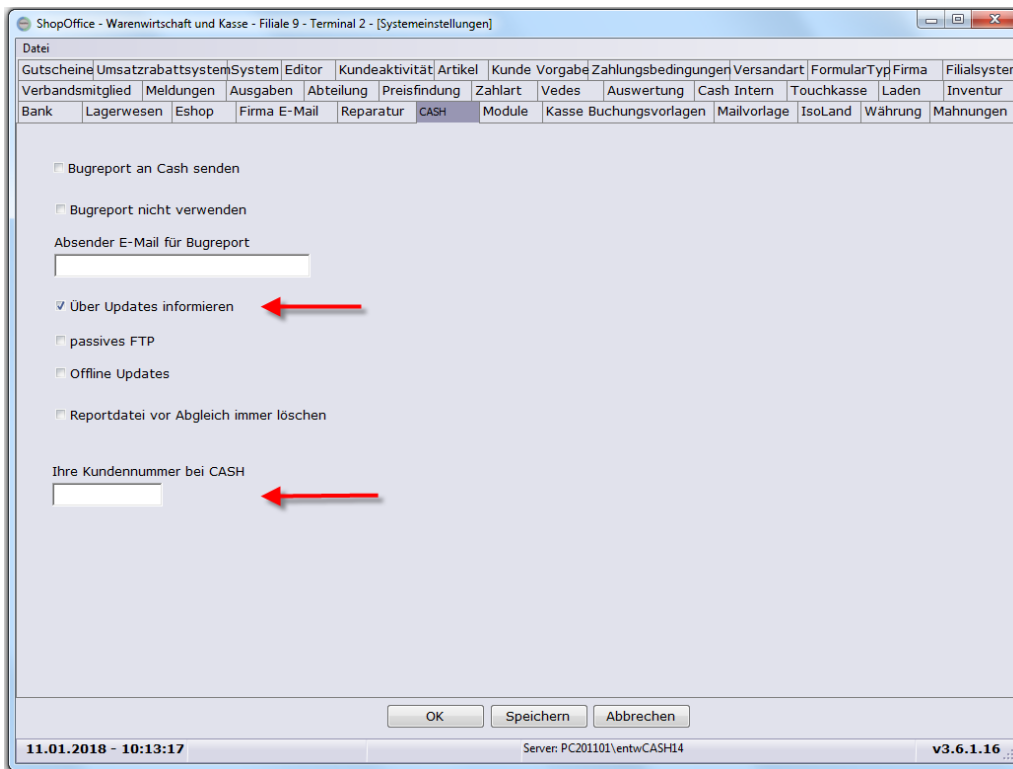 ShopOffice - Warenwirtschaft und Kasse - Filiale 9 - Terminal 2 - [Systemeinstellungen]
Datei
Gutscheine Umsatzrabattsystem System Editor Kundeaktivität Artikel Kunde Vorgabe Zahlungsbedingungen Versandart FormularTyp Firma Filialsystem
Verbandsmitglied Meldungen Ausgaben Abteilung Preisfindung Zahlart Vedes Auswertung Cash Intern Touchkasse Laden Inventur
Bank Lagerwesen Eshop Firma E-Mail Reparatur CASH Module Kasse Buchungsvorlagen Mailvorlage IsoLand Währung Mahnungen
Bugreport an Cash senden
Bugreport nicht verwenden
Absender E-Mail für Bugreport
Über Updates informieren
passives FTP
Offline Updates
Reportdatei vor Abgleich immer löschen
Ihre Kundennummer bei CASH
OK Speichern Abbrechen
11.01.2018 - 10:13:17 Server: PC201101\entwCASH14 v3.6.1.16